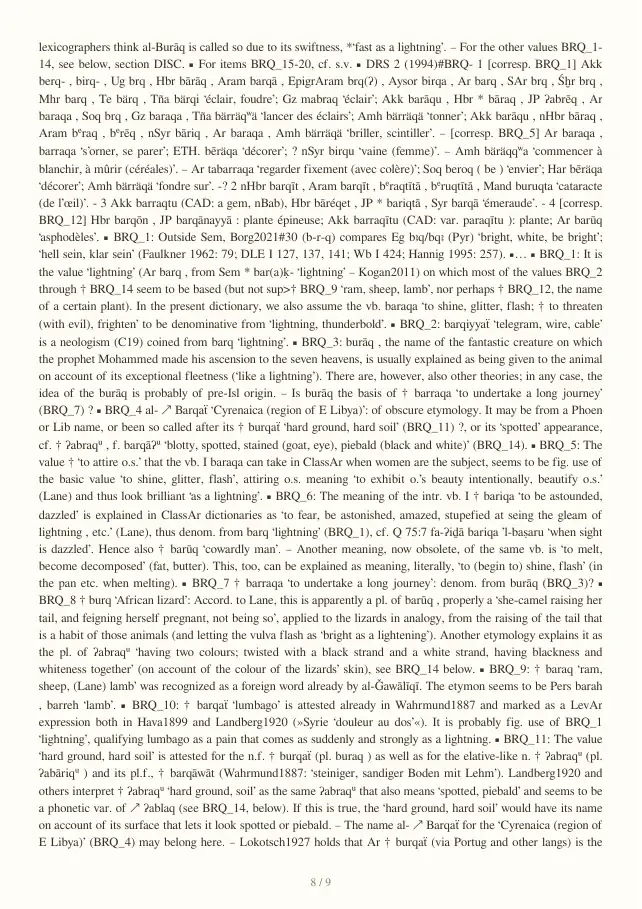 lexicographers think al-Burāq is called so due to its swiftness, *‘fast as a lightning’. – For the other values BRQ_1-
14, see below, section DISC. ▪ For items BRQ_15-20, cf. s.v. ▪ DRS 2 (1994)#BRQ- 1 [corresp. BRQ_1] Akk
berq- , birq- , Ug brq , Hbr bārāq , Aram barqā , EpigrAram brq(ʔ) , Aysor birqa , Ar barq , SAr brq , Śḥr brq ,
Mhr barq , Te bärq , Tña bärqi ‘éclair, foudre’; Gz mabraq ‘éclair’; Akk barāqu , Hbr * bāraq , JP ʔabrēq , Ar
baraqa , Soq brq , Gz baraqa , Tña bärräqʷä ‘lancer des éclairs’; Amh bärräqä ‘tonner’; Akk barāqu , nHbr bāraq ,
Aram bᵉraq , bᵉrēq , nSyr bāriq , Ar baraqa , Amh bärräqä ‘briller, scintiller’. – [corresp. BRQ_5] Ar baraqa ,
barraqa ‘s’orner, se parer’; ETH. bēräqa ‘décorer’; ? nSyr birqu ‘vaine (femme)’. – Amh bäräqqʷa ‘commencer à
blanchir, à mûrir (céréales)’. – Ar tabarraqa ‘regarder fixement (avec colère)’; Soq beroq ( be ) ‘envier’; Har bēräqa
‘décorer’; Amh bärräqä ‘fondre sur’. -? 2 nHbr barqīt , Aram barqīt , bᵉraqtītā , bᵉruqtītā , Mand buruqta ‘cataracte
(de l’œil)’. - 3 Akk barraqtu (CAD: a gem, nBab), Hbr bāréqet , JP * bariqtā , Syr barqā ‘émeraude’. - 4 [corresp.
BRQ_12] Hbr barqōn , JP barqānayyā : plante épineuse; Akk barraqītu (CAD: var. paraqītu ): plante; Ar barūq
‘asphodèles’. ▪ BRQ_1: Outside Sem, Borg2021#30 (b-r-q) compares Eg bꜣq/bqꜣ (Pyr) ‘bright, white, be bright’;
‘hell sein, klar sein’ (Faulkner 1962: 79; DLE I 127, 137, 141; Wb I 424; Hannig 1995: 257). ▪… ▪ BRQ_1: It is
the value ‘lightning’ (Ar barq , from Sem * bar(a)k- ‘lightning’ – Kogan2011) on which most of the values BRQ_2
through † BRQ_14 seem to be based (but not sup>† BRQ_9 ‘ram, sheep, lamb’, nor perhaps † BRQ_12, the name
of a certain plant). In the present dictionary, we also assume the vb. baraqa ‘to shine, glitter, flash; † to threaten
(with evil), frighten’ to be denominative from ‘lightning, thunderbold’. ▪ BRQ_2: barqiyyaẗ ‘telegram, wire, cable’
is a neologism (C19) coined from barq ‘lightning’. ▪ BRQ_3: burāq , the name of the fantastic creature on which
the prophet Mohammed made his ascension to the seven heavens, is usually explained as being given to the animal
on account of its exceptional fleetness (‘like a lightning’). There are, however, also other theories; in any case, the
idea of the burāq is probably of pre-Isl origin. – Is burāq the basis of † barraqa ‘to undertake a long journey’
(BRQ_7) ? ▪ BRQ_4 al- ↗ Barqaẗ ‘Cyrenaica (region of E Libya)’: of obscure etymology. It may be from a Phoen
or Lib name, or been so called after its † burqaẗ ‘hard ground, hard soil’ (BRQ_11) ?, or its ‘spotted’ appearance,
cf. † ʔabraqᵘ , f. barqāʔᵘ ‘blotty, spotted, stained (goat, eye), piebald (black and white)’ (BRQ_14). ▪ BRQ_5: The
value † ‘to attire o.s.’ that the vb. I baraqa can take in ClassAr when women are the subject, seems to be fig. use of
the basic value ‘to shine, glitter, flash’, attiring o.s. meaning ‘to exhibit o.’s beauty intentionally, beautify o.s.’
(Lane) and thus look brilliant ‘as a lightning’. ▪ BRQ_6: The meaning of the intr. vb. I † bariqa ‘to be astounded,
dazzled’ is explained in ClassAr dictionaries as ‘to fear, be astonished, amazed, stupefied at seing the gleam of
lightning , etc.’ (Lane), thus denom. from barq ‘lightning’ (BRQ_1), cf. Q 75:7 fa-ʔiḏā bariqa ’l-baṣaru ‘when sight
is dazzled’. Hence also † barūq ‘cowardly man’. – Another meaning, now obsolete, of the same vb. is ‘to melt,
become decomposed’ (fat, butter). This, too, can be explained as meaning, literally, ‘to (begin to) shine, flash’ (in
the pan etc. when melting). ▪ BRQ_7 † barraqa ‘to undertake a long journey’: denom. from burāq (BRQ_3)? ▪
BRQ_8 † burq ‘African lizard’: Accord. to Lane, this is apparently a pl. of barūq , properly a ‘she-camel raising her
tail, and feigning herself pregnant, not being so’, applied to the lizards in analogy, from the raising of the tail that
is a habit of those animals (and letting the vulva flash as ‘bright as a lightening’). Another etymology explains it as
the pl. of ʔabraqᵘ ‘having two colours; twisted with a black strand and a white strand, having blackness and
whiteness together’ (on account of the colour of the lizards’ skin), see BRQ_14 below. ▪ BRQ_9: † baraq ‘ram,
sheep, (Lane) lamb’ was recognized as a foreign word already by al-Ǧawālīqī. The etymon seems to be Pers barah
, barreh ‘lamb’. ▪ BRQ_10: † barqaẗ ‘lumbago’ is attested already in Wahrmund1887 and marked as a LevAr
expression both in Hava1899 and Landberg1920 (»Syrie ‘douleur au dos’«). It is probably fig. use of BRQ_1
‘lightning’, qualifying lumbago as a pain that comes as suddenly and strongly as a lightning. ▪ BRQ_11: The value
‘hard ground, hard soil’ is attested for the n.f. † burqaẗ (pl. buraq ) as well as for the elative-like n. † ʔabraqᵘ (pl.
ʔabāriqᵘ ) and its pl.f., † barqāwāt (Wahrmund1887: ‘steiniger, sandiger Boden mit Lehm’). Landberg1920 and
others interpret † ʔabraqᵘ ‘hard ground, soil’ as the same ʔabraqᵘ that also means ‘spotted, piebald’ and seems to be
a phonetic var. of ↗ ʔablaq (see BRQ_14, below). If this is true, the ‘hard ground, hard soil’ would have its name
on account of its surface that lets it look spotted or piebald. – The name al- ↗ Barqaẗ for the ‘Cyrenaica (region of
E Libya)’ (BRQ_4) may belong here. – Lokotsch1927 holds that Ar † burqaẗ (via Portug and other langs) is the
8 / 9